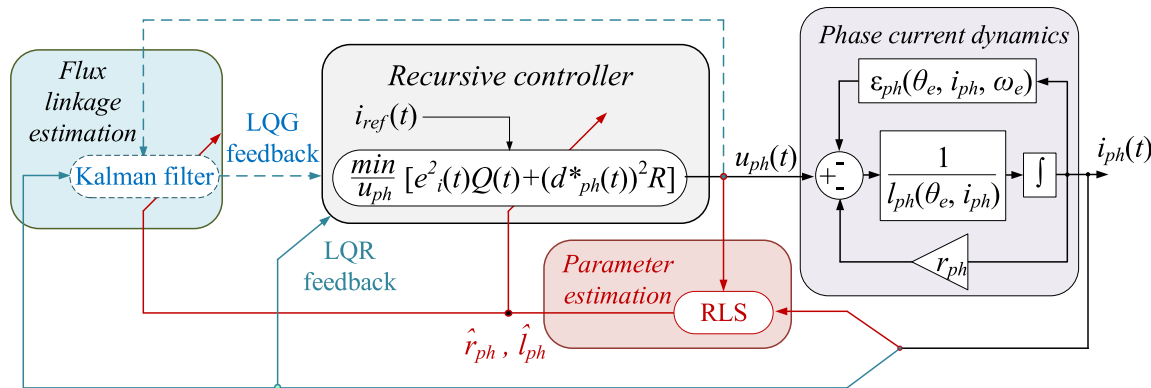 Flux
linkage
estimation
Kalman filter
LQG
feedback
Recursive controller
i_ref(t)
min/u_ph [e²_i(t)Q(t)+(d*_ph(t))²R]
LQR
feedback
r̂_ph , l̂_ph
Parameter
estimation
RLS
u_ph(t)
Phase current dynamics
ε_ph(θ_e, i_ph, ω_e)
+
-
-
1
l_ph(θ_e, i_ph)
∫
r_ph
i_ph(t)